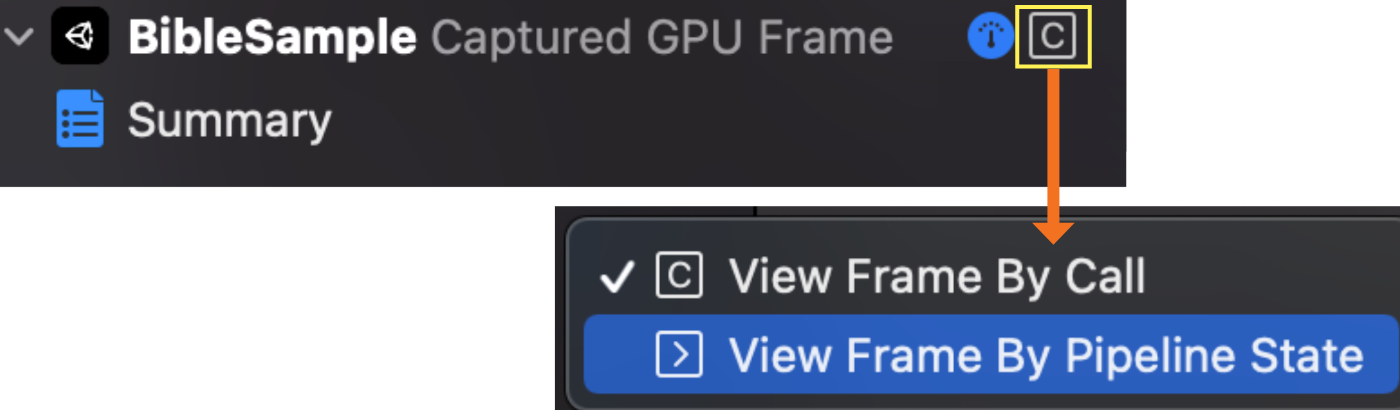 BibleSample Captured GPU Frame C
Summary
C View Frame By Call
View Frame By Pipeline State